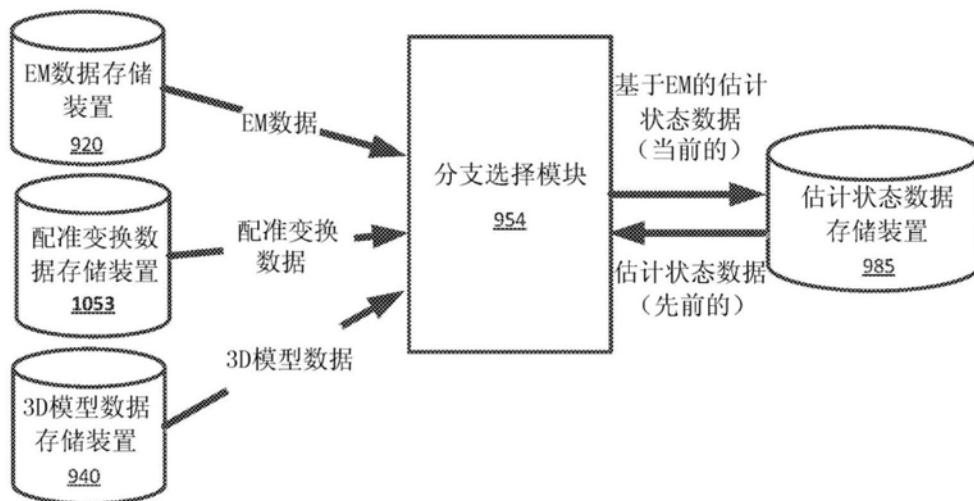 EM数据存储
装置
920
EM数据
配准变换数
据存储装置
1053
配准变换
数据
3D模型数据
存储装置
940
3D模型数据
分支选择模块
954
基于EM的估计
状态数据
（当前的）
估计状态数据
（先前的）
估计状态数据
存储装置
985